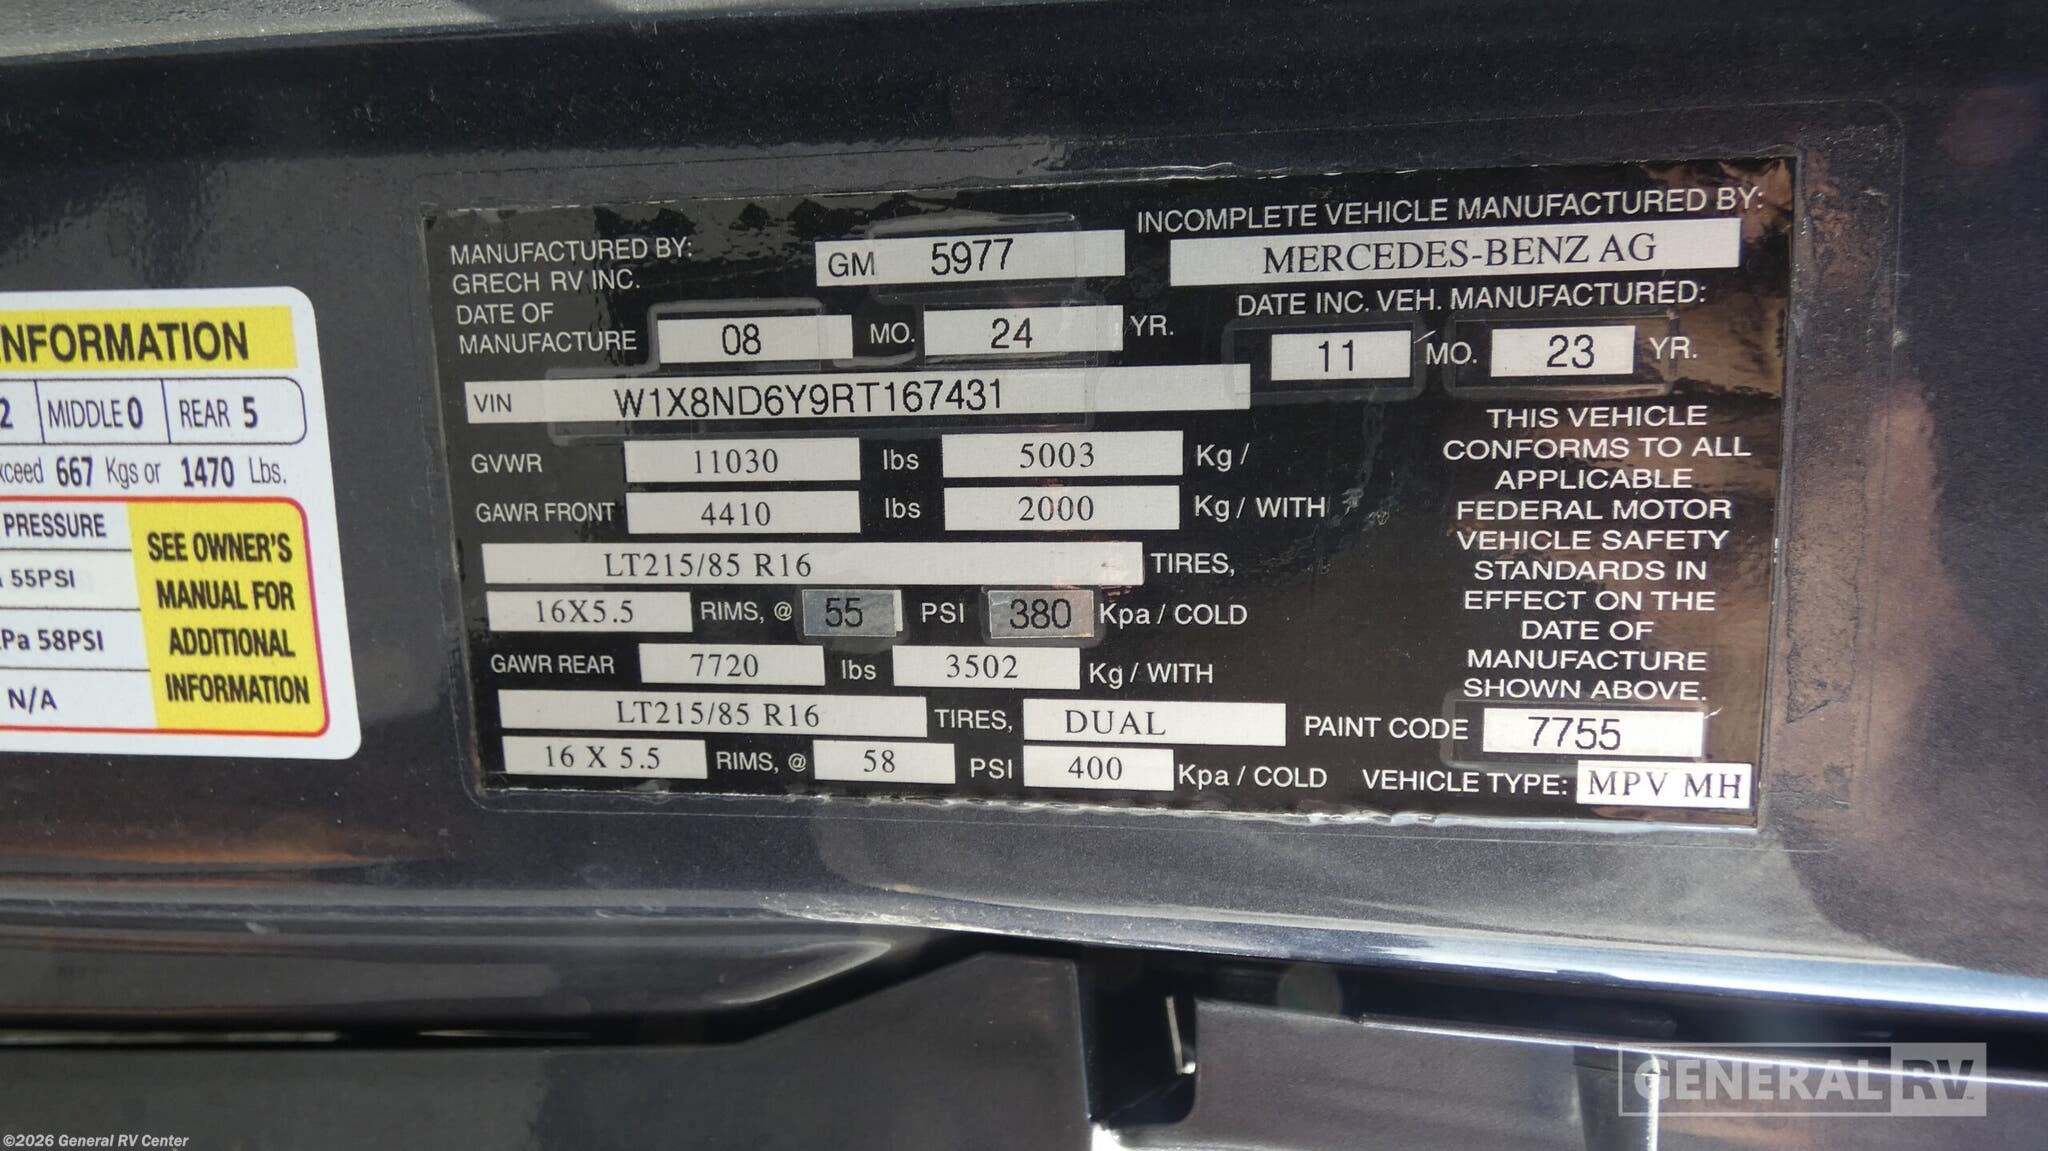 NFORMATION
2 MIDDLE 0 REAR 5
xceed 667 Kgs or 1470 Lbs.
PRESSURE
55PSI
Pa 58PSI
N/A
SEE OWNER'S
MANUAL FOR
ADDITIONAL
INFORMATION
MANUFACTURED BY:
GRECH RV INC.
GM 5977
DATE OF
MANUFACTURE 08 MO. 24 YR.
INCOMPLETE VEHICLE MANUFACTURED BY:
MERCEDES-BENZ AG
DATE INC. VEH. MANUFACTURED:
11 MO. 23 YR.
VIN W1X8ND6Y9RT167431
GVWR 11030 lbs 5003 Kg /
GAWR FRONT 4410 lbs 2000 Kg / WITH
LT215/85 R16 TIRES,
16X5.5 RIMS, @ 55 PSI 380 Kpa / COLD
GAWR REAR 7720 lbs 3502 Kg / WITH
LT215/85 R16 TIRES, DUAL
16 X 5.5 RIMS, @ 58 PSI 400 Kpa / COLD
THIS VEHICLE
CONFORMS TO ALL
APPLICABLE
FEDERAL MOTOR
VEHICLE SAFETY
STANDARDS IN
EFFECT ON THE
DATE OF
MANUFACTURE
SHOWN ABOVE.
PAINT CODE 7755
VEHICLE TYPE: MPV MH
GENERAL RV
©2026 General RV Center